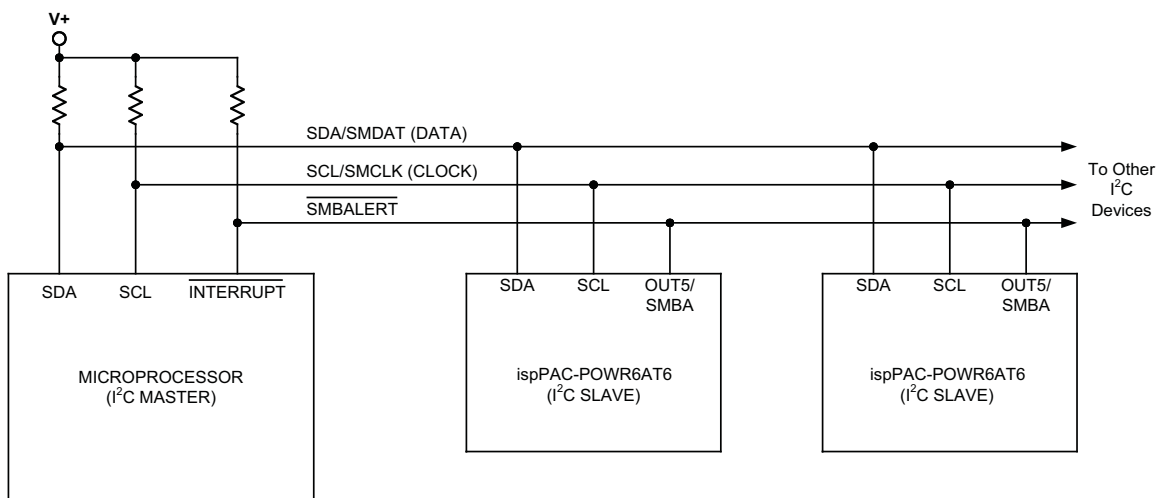 V+
SDA/SMDAT (DATA)
SCL/SMCLK (CLOCK)
SMBALERT
To Other
I²C
Devices
SDA SCL INTERRUPT
SDA SCL OUT5/
SMBA
SDA SCL OUT5/
SMBA
MICROPROCESSOR
(I²C MASTER)
ispPAC-POWR6AT6
(I²C SLAVE)
ispPAC-POWR6AT6
(I²C SLAVE)